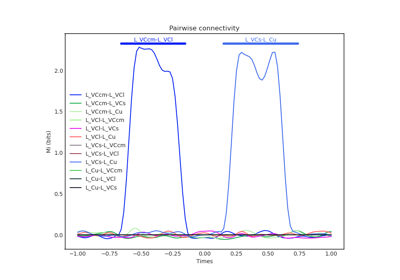 Pairwise connectivity
L_VCcm-L_VCl
L_VCs-L_Cu
2.0
1.5
1.0
0.5
0.0
MI (bits)
L_VCcm-L_VCl
L_VCcm-L_VCs
L_VCcm-L_Cu
L_VCl-L_VCcm
L_VCl-L_VCs
L_VCl-L_Cu
L_VCs-L_VCcm
L_VCs-L_VCl
L_VCs-L_Cu
L_Cu-L_VCcm
L_Cu-L_VCl
L_Cu-L_VCs
−1.00 −0.75 −0.50 −0.25 0.00 0.25 0.50 0.75 1.00
Times